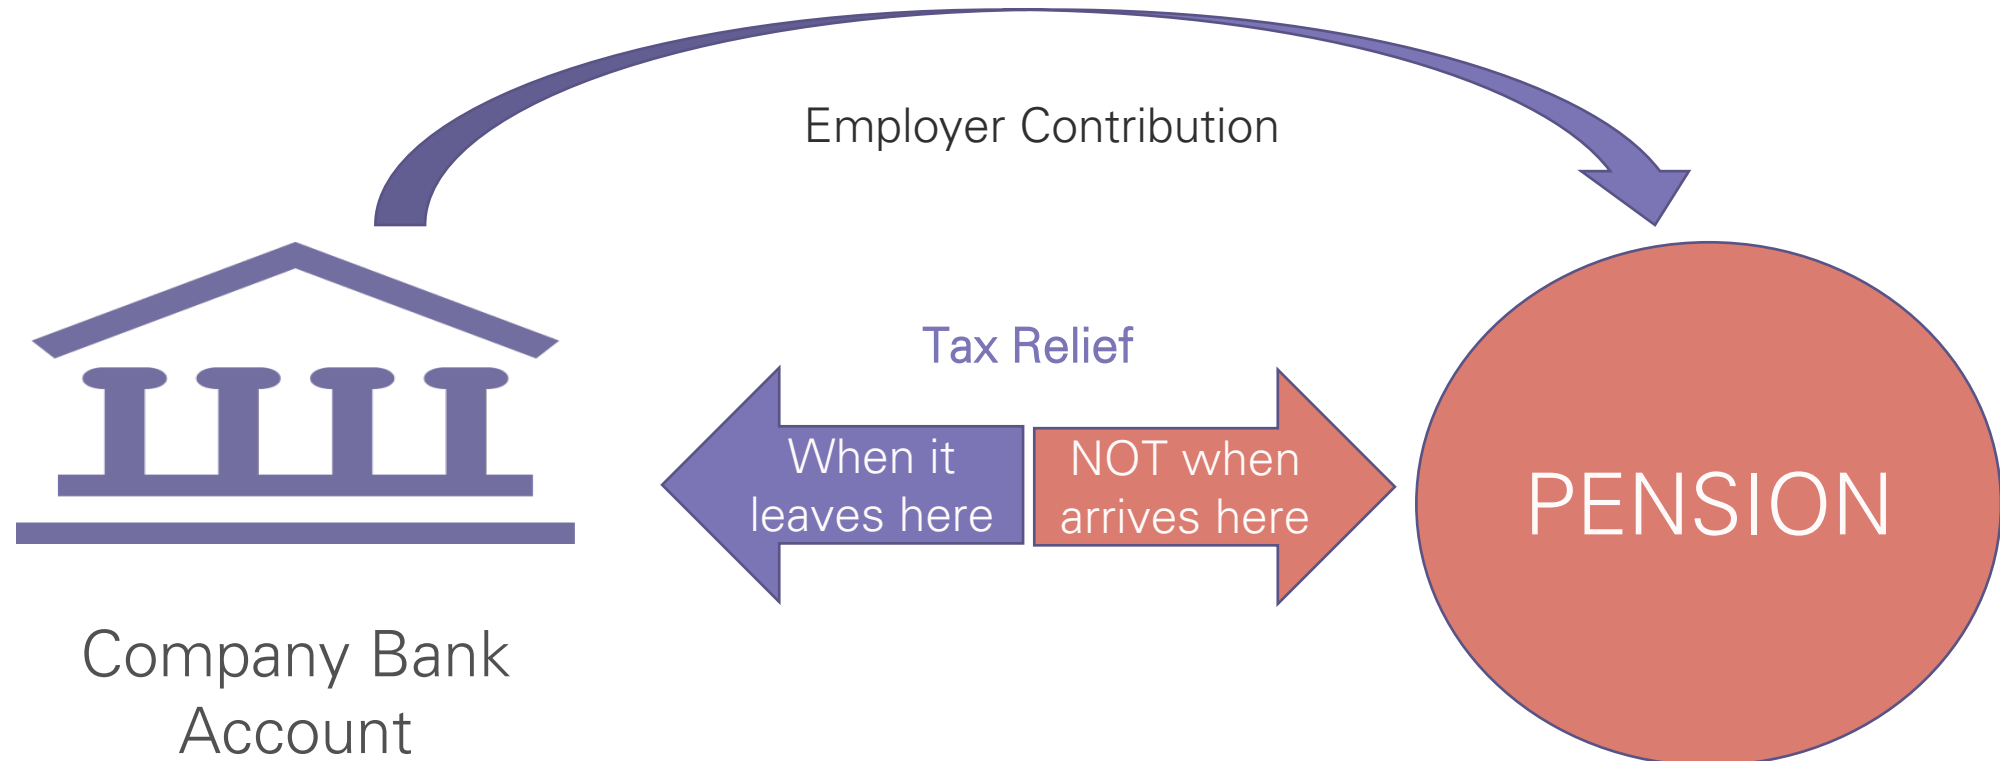 Employer Contribution
Tax Relief
When it
leaves here
NOT when
arrives here
PENSION
Company Bank
Account